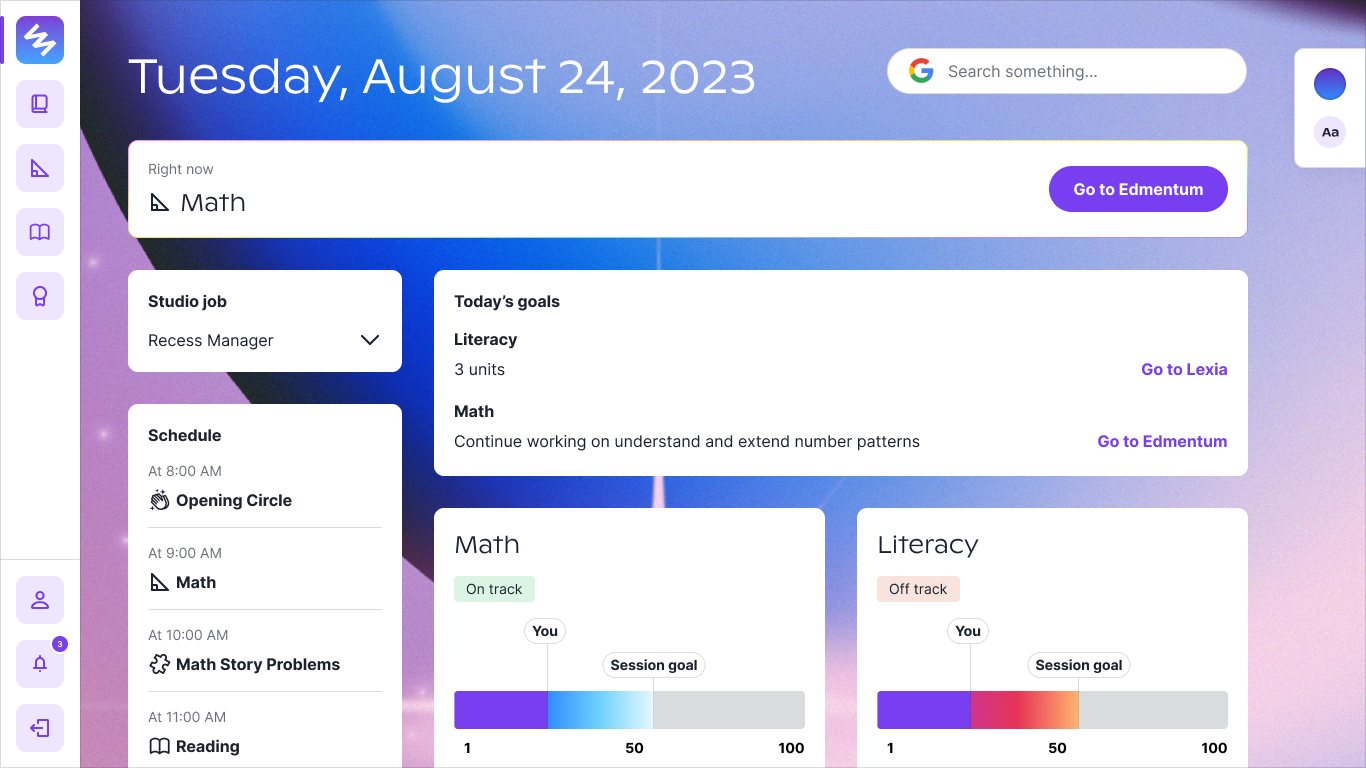 Tuesday, August 24, 2023
Search something...
Aa
Right now
Math
Go to Edmentum
Studio job
Recess Manager
Today’s goals
Literacy
3 units
Go to Lexia
Math
Continue working on understand and extend number patterns
Go to Edmentum
Schedule
At 8:00 AM
Opening Circle
At 9:00 AM
Math
At 10:00 AM
Math Story Problems
At 11:00 AM
Reading
3
Math
On track
You
Session goal
1 50 100
Literacy
Off track
You
Session goal
1 50 100